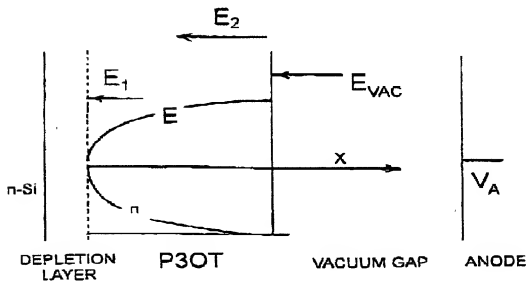 E2
E1
EVAC
E
x
VA
n-Si
n
DEPLETION LAYER
P3OT
VACUUM GAP
ANODE